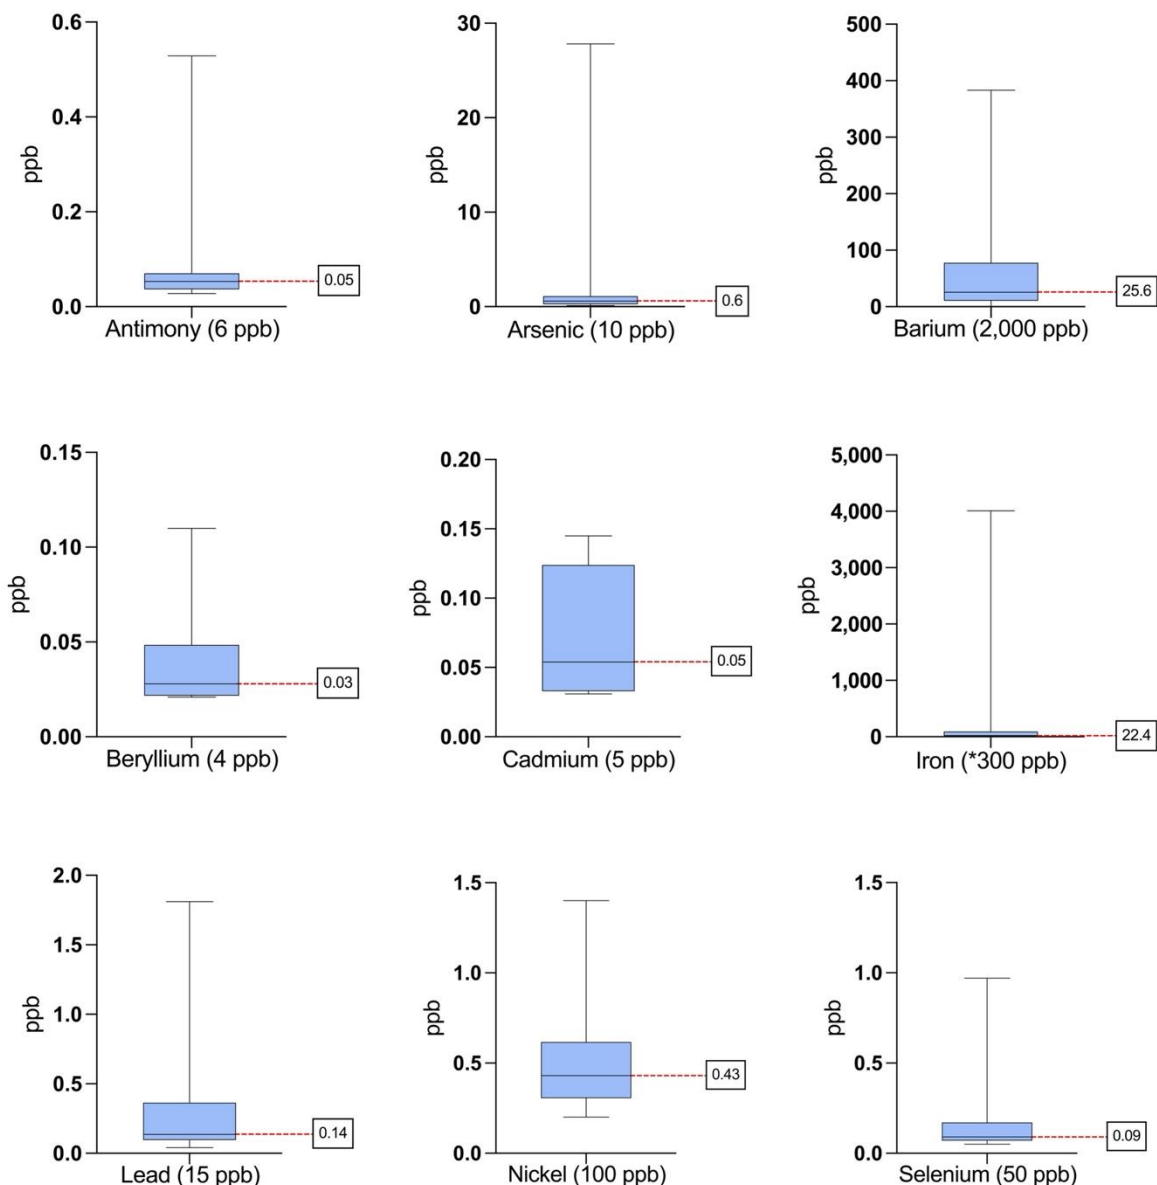 0.6
0.4
0.2
0.0
ppb
0.05
Antimony (6 ppb)
30
20
10
0
ppb
0.6
Arsenic (10 ppb)
500
400
300
200
100
0
ppb
25.6
Barium (2,000 ppb)
0.15
0.10
0.05
0.00
ppb
0.03
Beryllium (4 ppb)
0.20
0.15
0.10
0.05
0.00
ppb
0.05
Cadmium (5 ppb)
5,000
4,000
3,000
2,000
1,000
0
ppb
22.4
Iron (*300 ppb)
2.0
1.5
1.0
0.5
0.0
ppb
0.14
Lead (15 ppb)
1.5
1.0
0.5
0.0
ppb
0.43
Nickel (100 ppb)
1.5
1.0
0.5
0.0
ppb
0.09
Selenium (50 ppb)